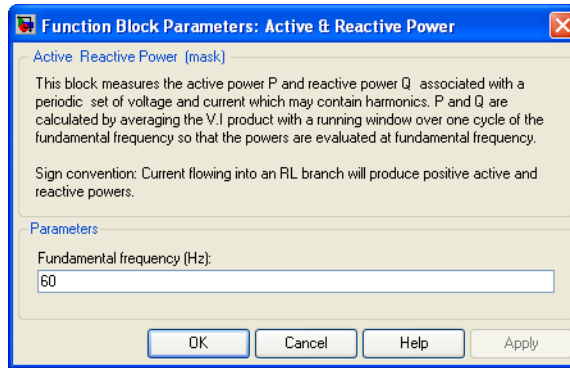 Function Block Parameters: Active & Reactive Power
Active Reactive Power (mask)
This block measures the active power P and reactive power Q associated with a
periodic set of voltage and current which may contain harmonics. P and Q are
calculated by averaging the V.I product with a running window over one cycle of the
fundamental frequency so that the powers are evaluated at fundamental frequency.
Sign convention: Current flowing into an RL branch will produce positive active and
reactive powers.
Parameters
Fundamental frequency (Hz):
60
OK Cancel Help Apply